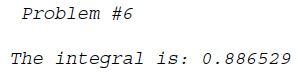 Problem #6
The integral is: 0.886529